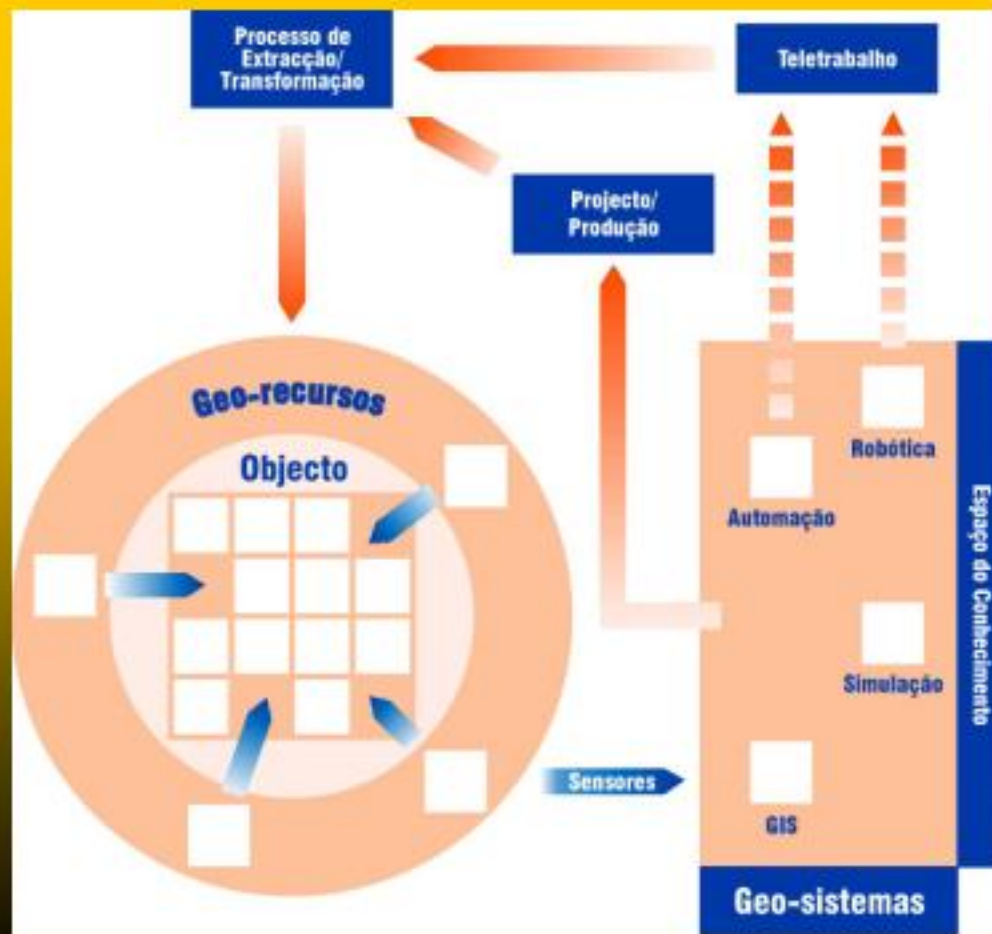 Processo de
Extracção/
Transformação
Teletrabalho
Projecto/
Produção
Geo-recursos
Objecto
Robótica
Automação
Espaço do Conhecimento
Simulação
Sensores
GIS
Geo-sistemas